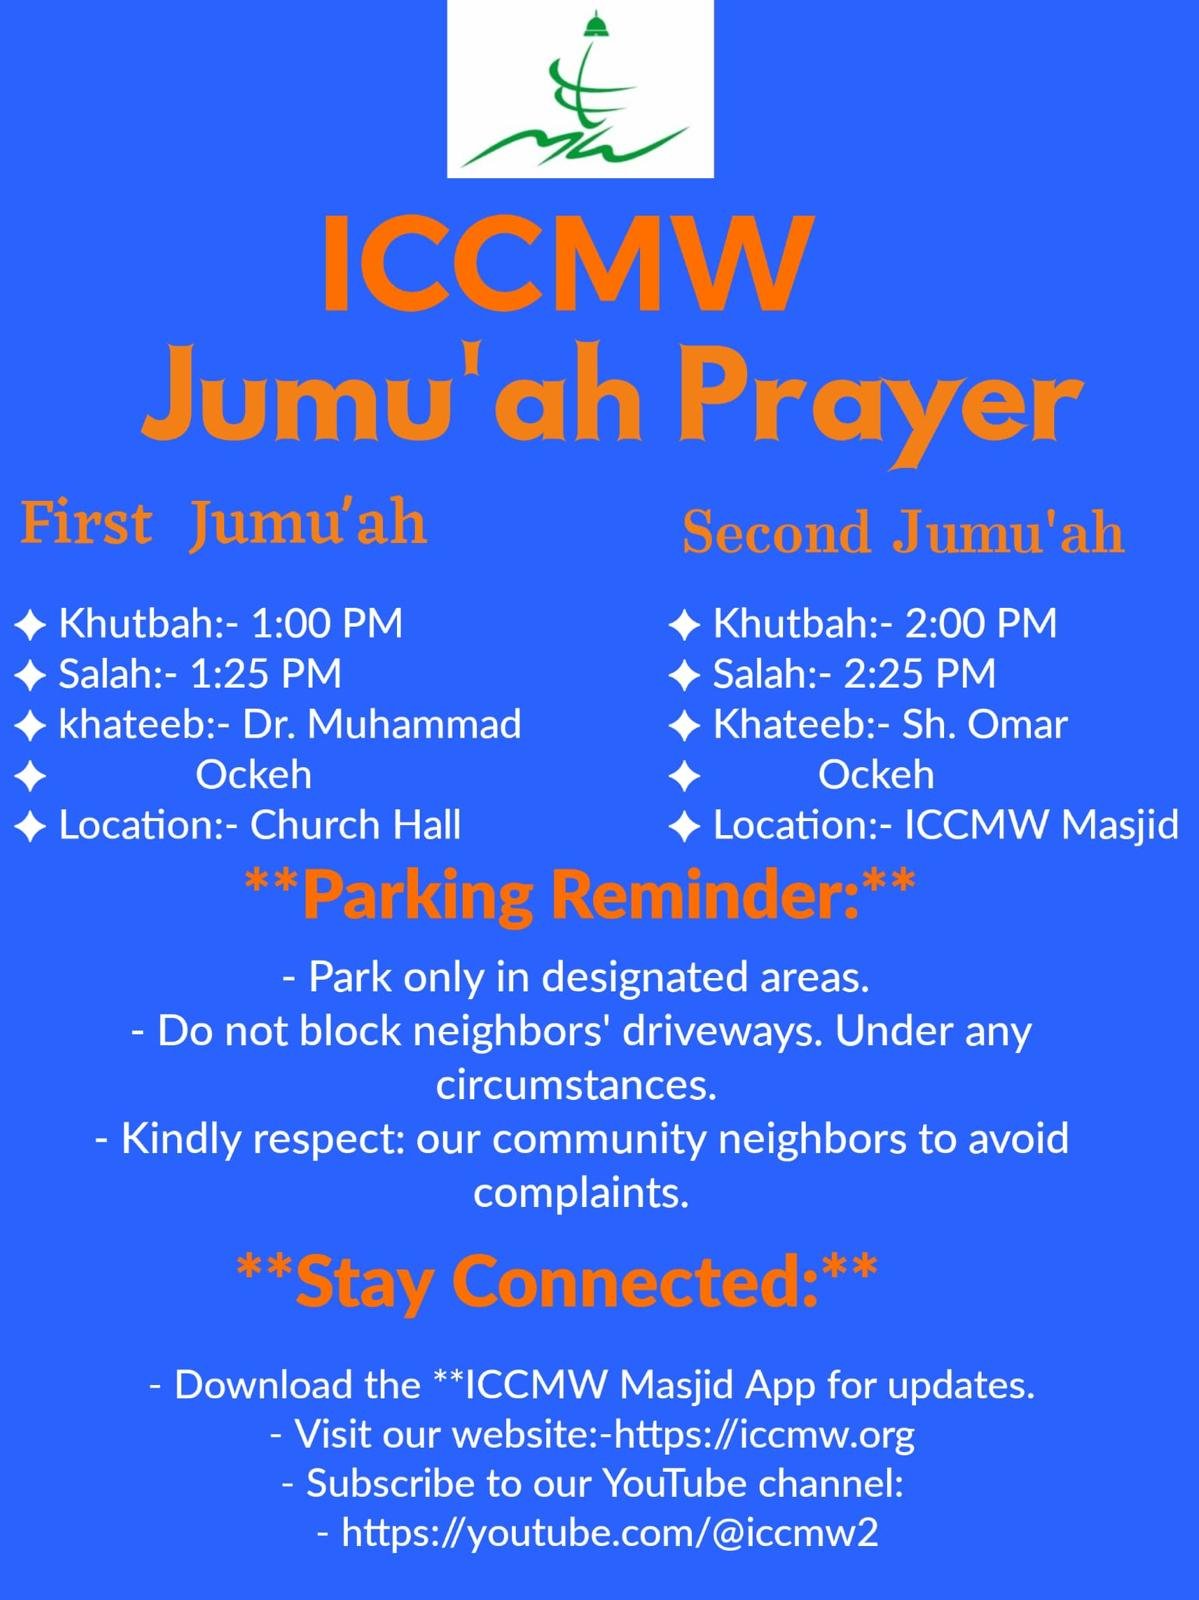 ICCMW
Jumu'ah Prayer
First Jumu'ah
✦ Khutbah:- 1:00 PM
✦ Salah:- 1:25 PM
✦ khateeb:- Dr. Muhammad
✦ Ockeh
✦ Location:- Church Hall
Second Jumu'ah
✦ Khutbah:- 2:00 PM
✦ Salah:- 2:25 PM
✦ Khateeb:- Sh. Omar
✦ Ockeh
✦ Location:- ICCMW Masjid
**Parking Reminder:**
- Park only in designated areas.
- Do not block neighbors' driveways. Under any
circumstances.
- Kindly respect: our community neighbors to avoid
complaints.
**Stay Connected:**
- Download the **ICCMW Masjid App for updates.
- Visit our website:-https://iccmw.org
- Subscribe to our YouTube channel:
- https://youtube.com/@iccmw2